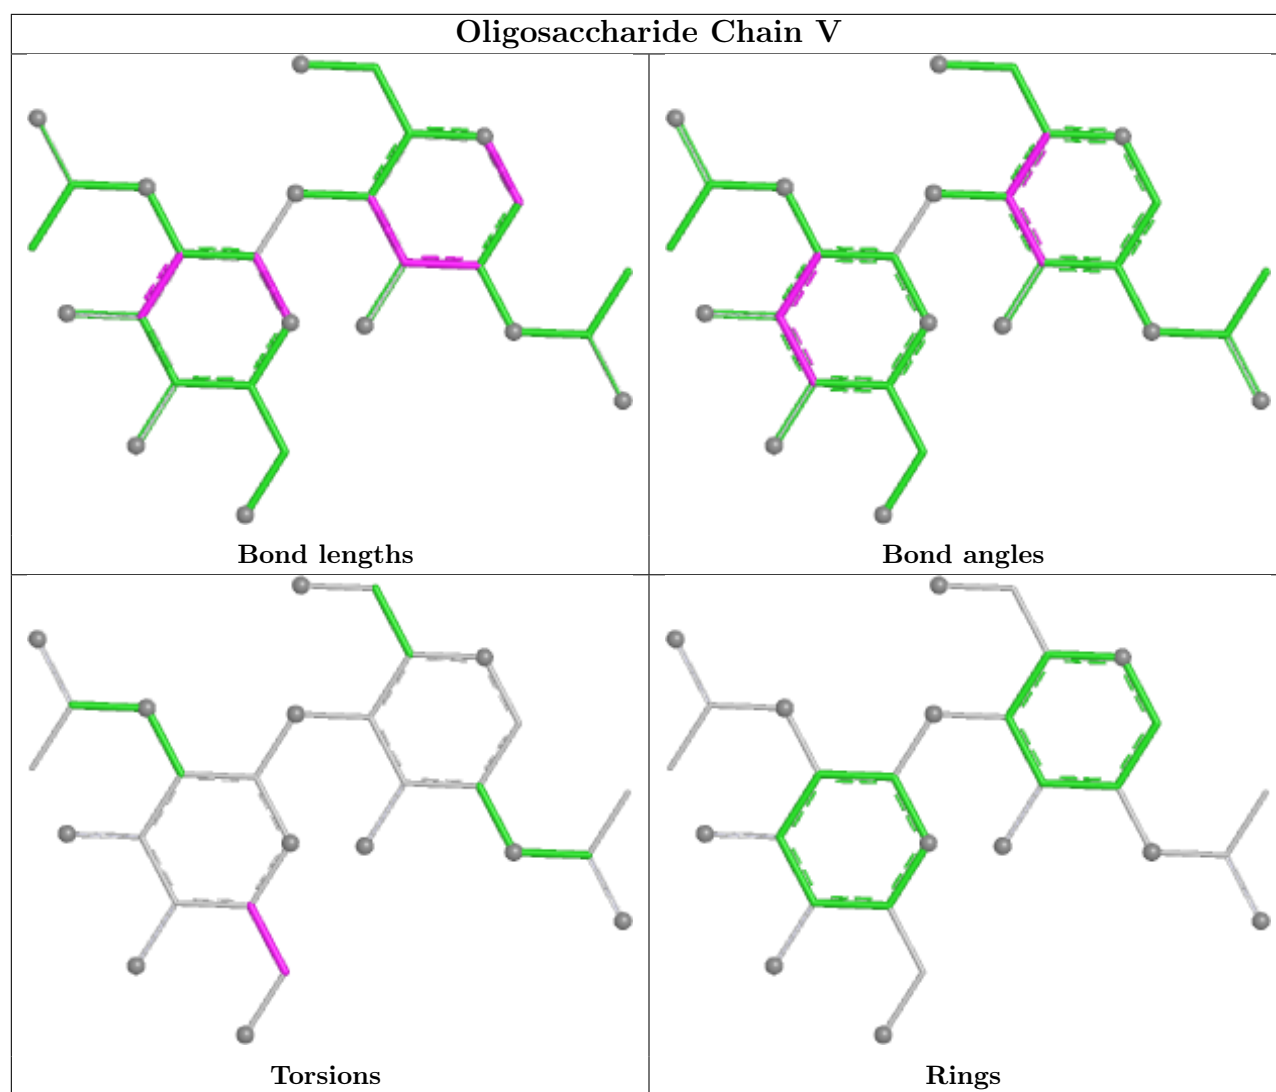 Oligosaccharide Chain V
Bond lengths
Bond angles
Torsions
Rings